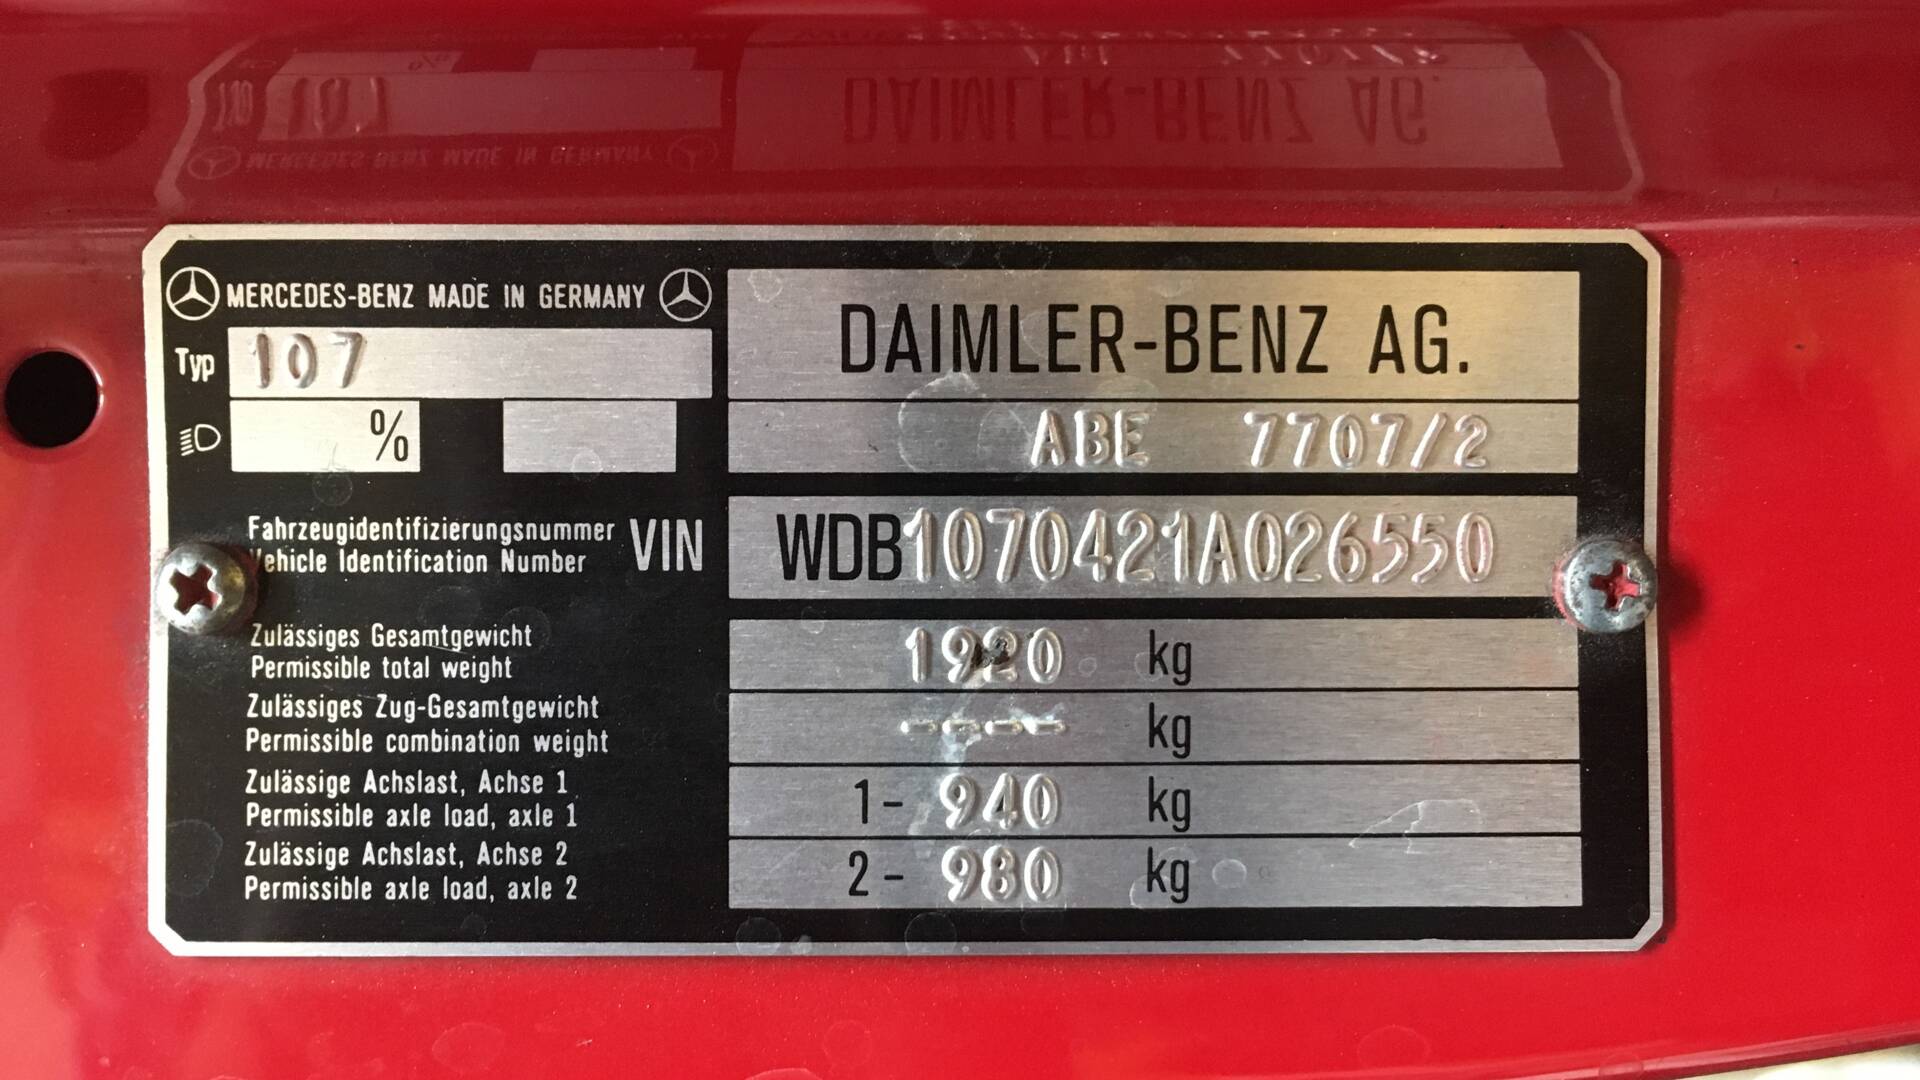 MERCEDES-BENZ MADE IN GERMANY
DAIMLER-BENZ AG.
Typ 107
%
ABE 7707/2
Fahrzeugidentifizierungsnummer
Vehicle Identification Number
VIN
WDB1070421A026550
Zulässiges Gesamtgewicht
Permissible total weight
1920 kg
Zulässiges Zug-Gesamtgewicht
Permissible combination weight
---- kg
Zulässige Achslast, Achse 1
Permissible axle load, axle 1
1- 940 kg
Zulässige Achslast, Achse 2
Permissible axle load, axle 2
2- 980 kg